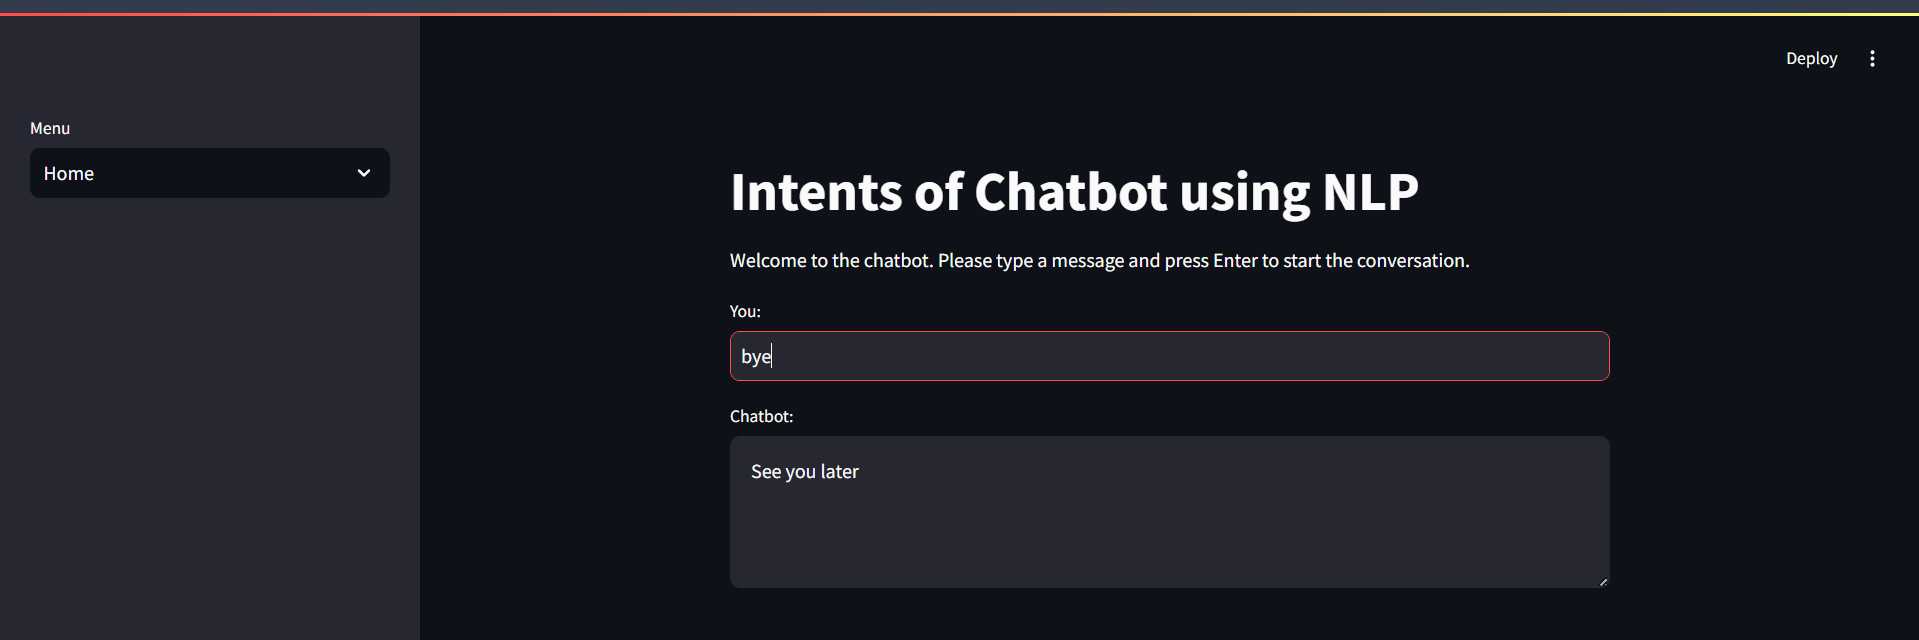 Deploy
Menu
Home
Intents of Chatbot using NLP
Welcome to the chatbot. Please type a message and press Enter to start the conversation.
You:
bye
Chatbot:
See you later